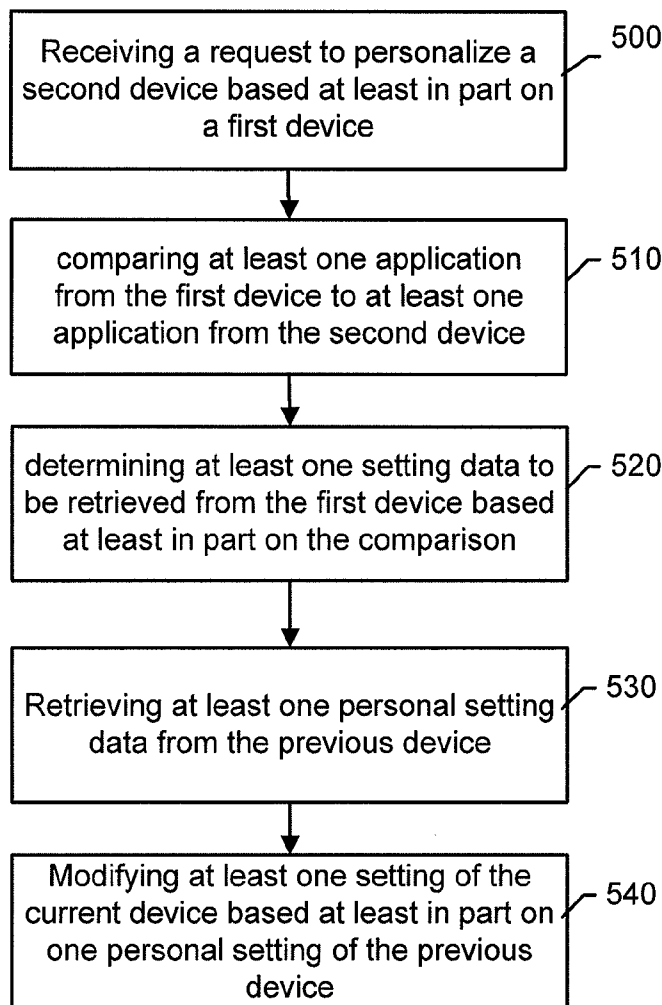 Receiving a request to personalize a
second device based at least in part on
a first device
500
comparing at least one application
from the first device to at least one
application from the second device
510
determining at least one setting data to
be retrieved from the first device based
at least in part on the comparison
520
Retrieving at least one personal setting
data from the previous device
530
Modifying at least one setting of the
current device based at least in part on
one personal setting of the previous
device
540